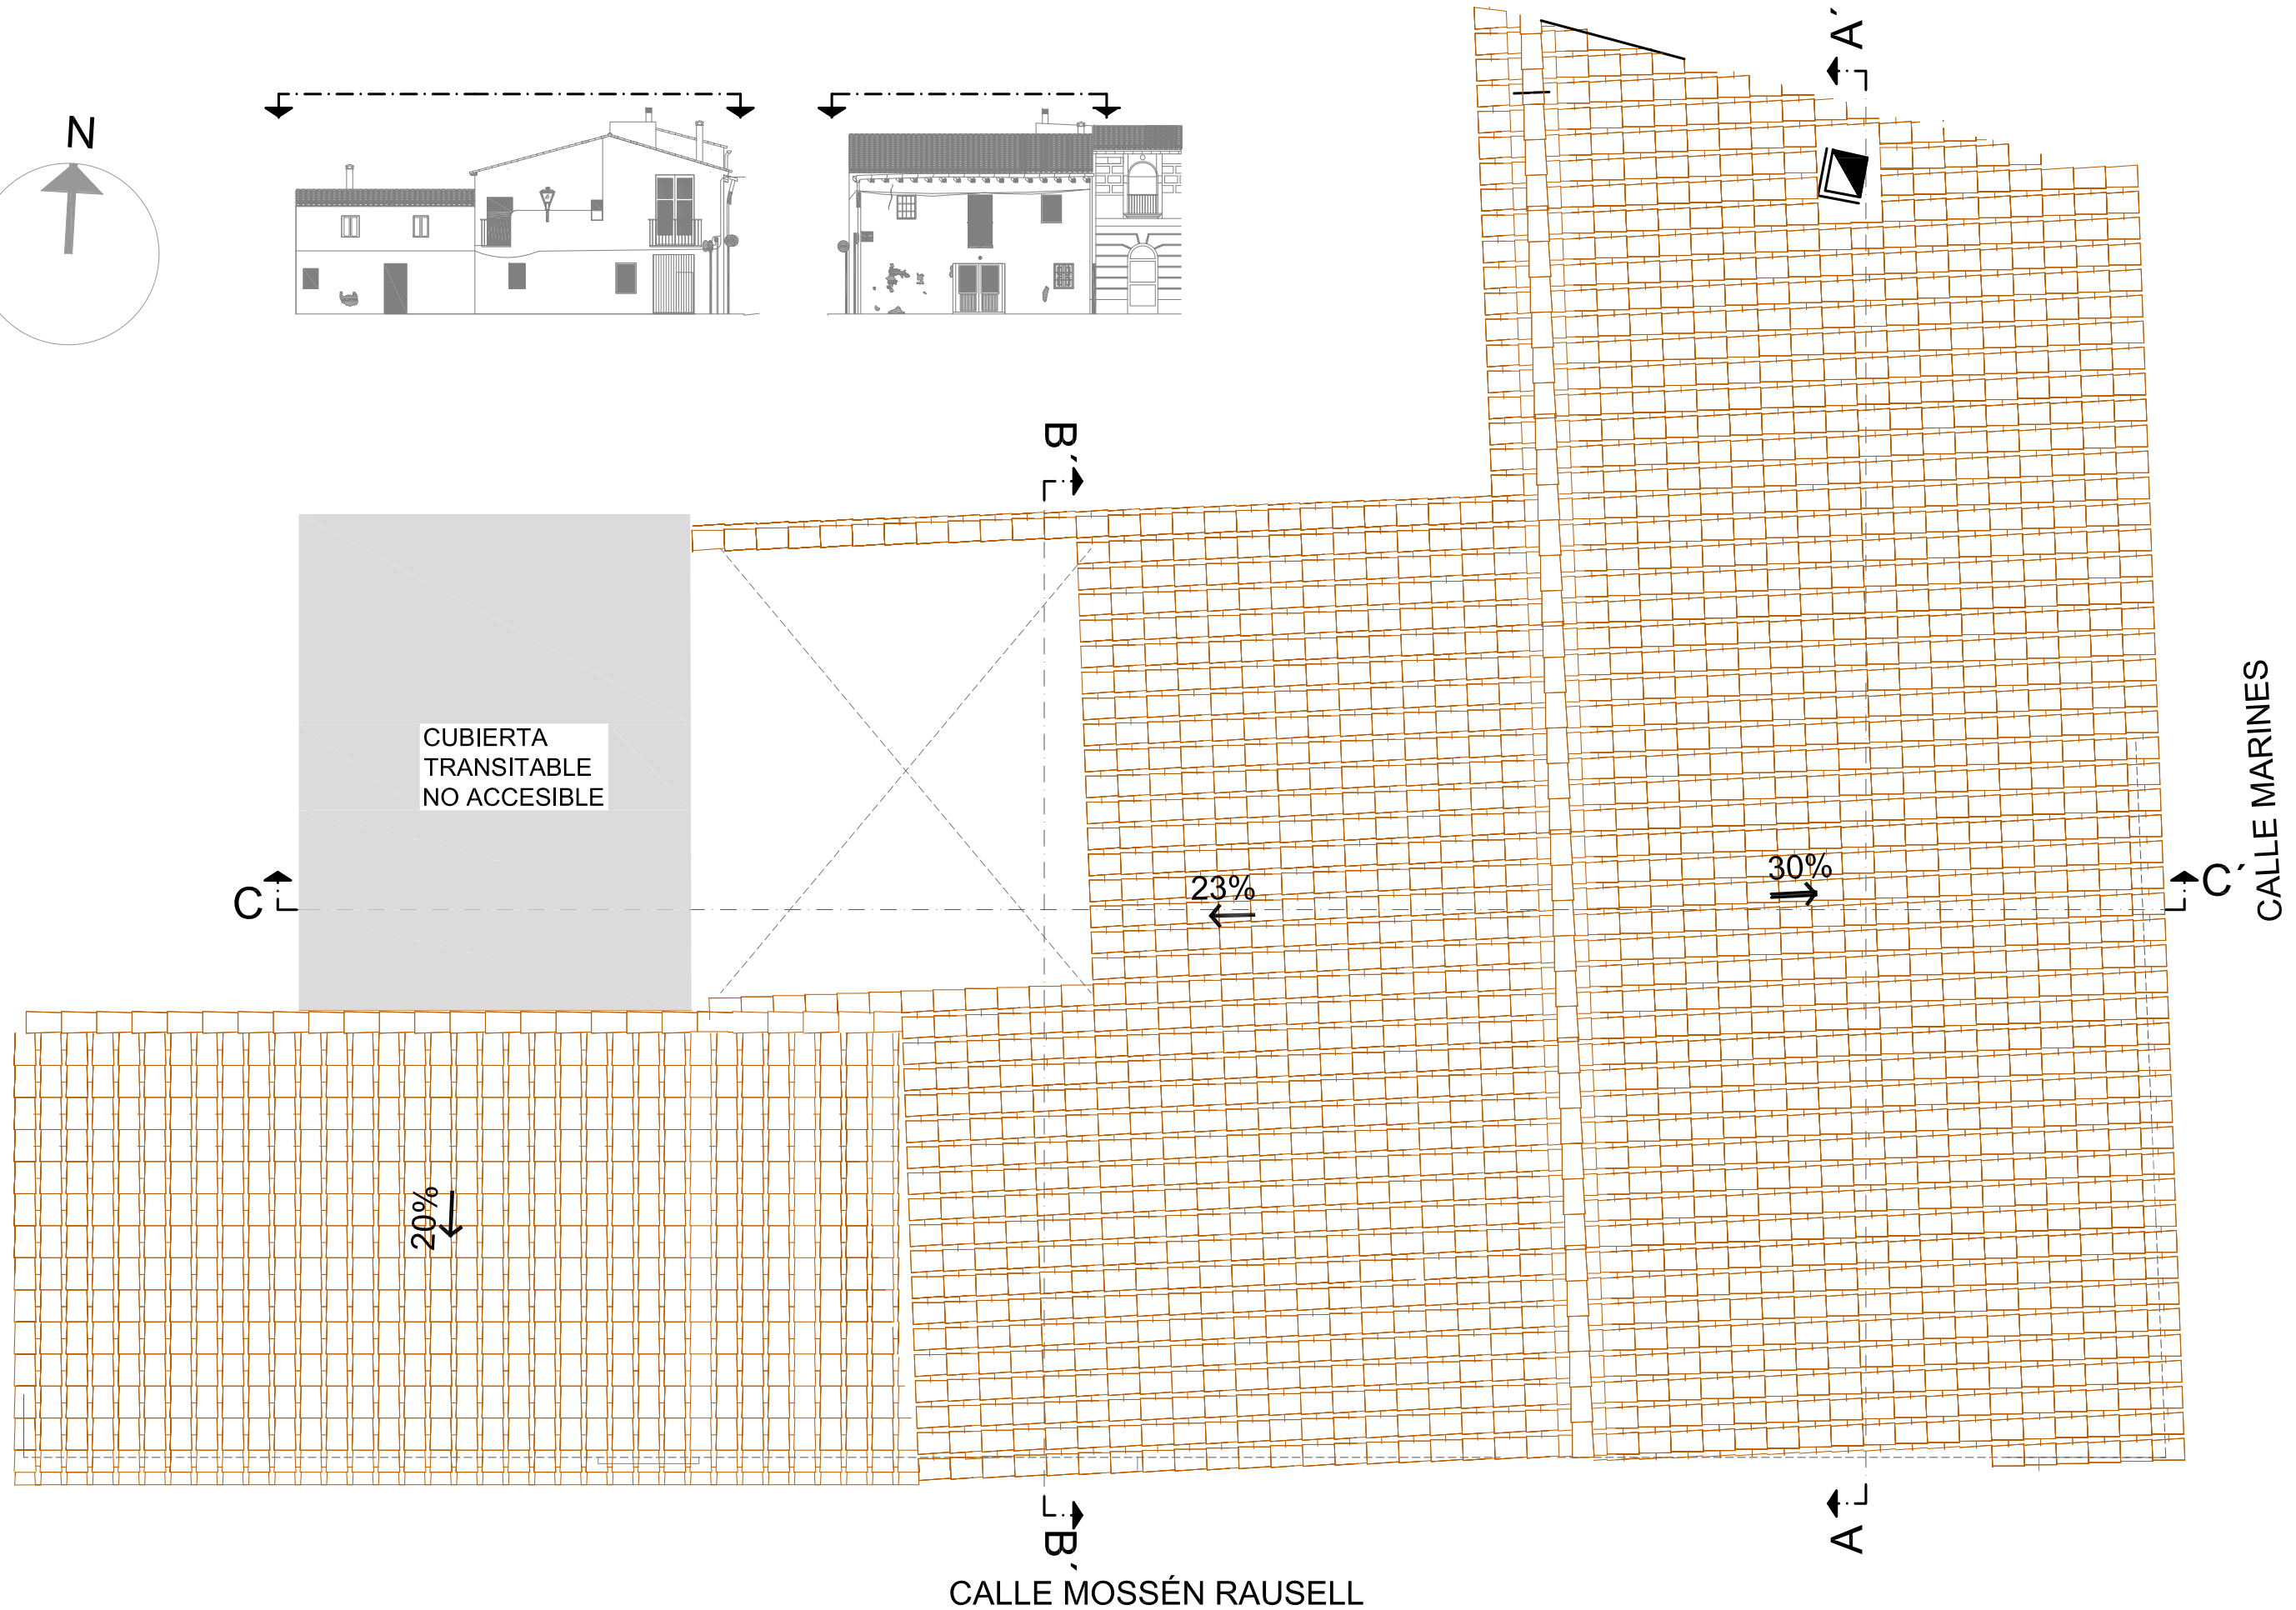 A´
N
B´
CALLE MARINES
CUBIERTA
TRANSITABLE
NO ACCESIBLE
30%
23%
C
C´
20%
B´
A
CALLE MOSSÉN RAUSELL